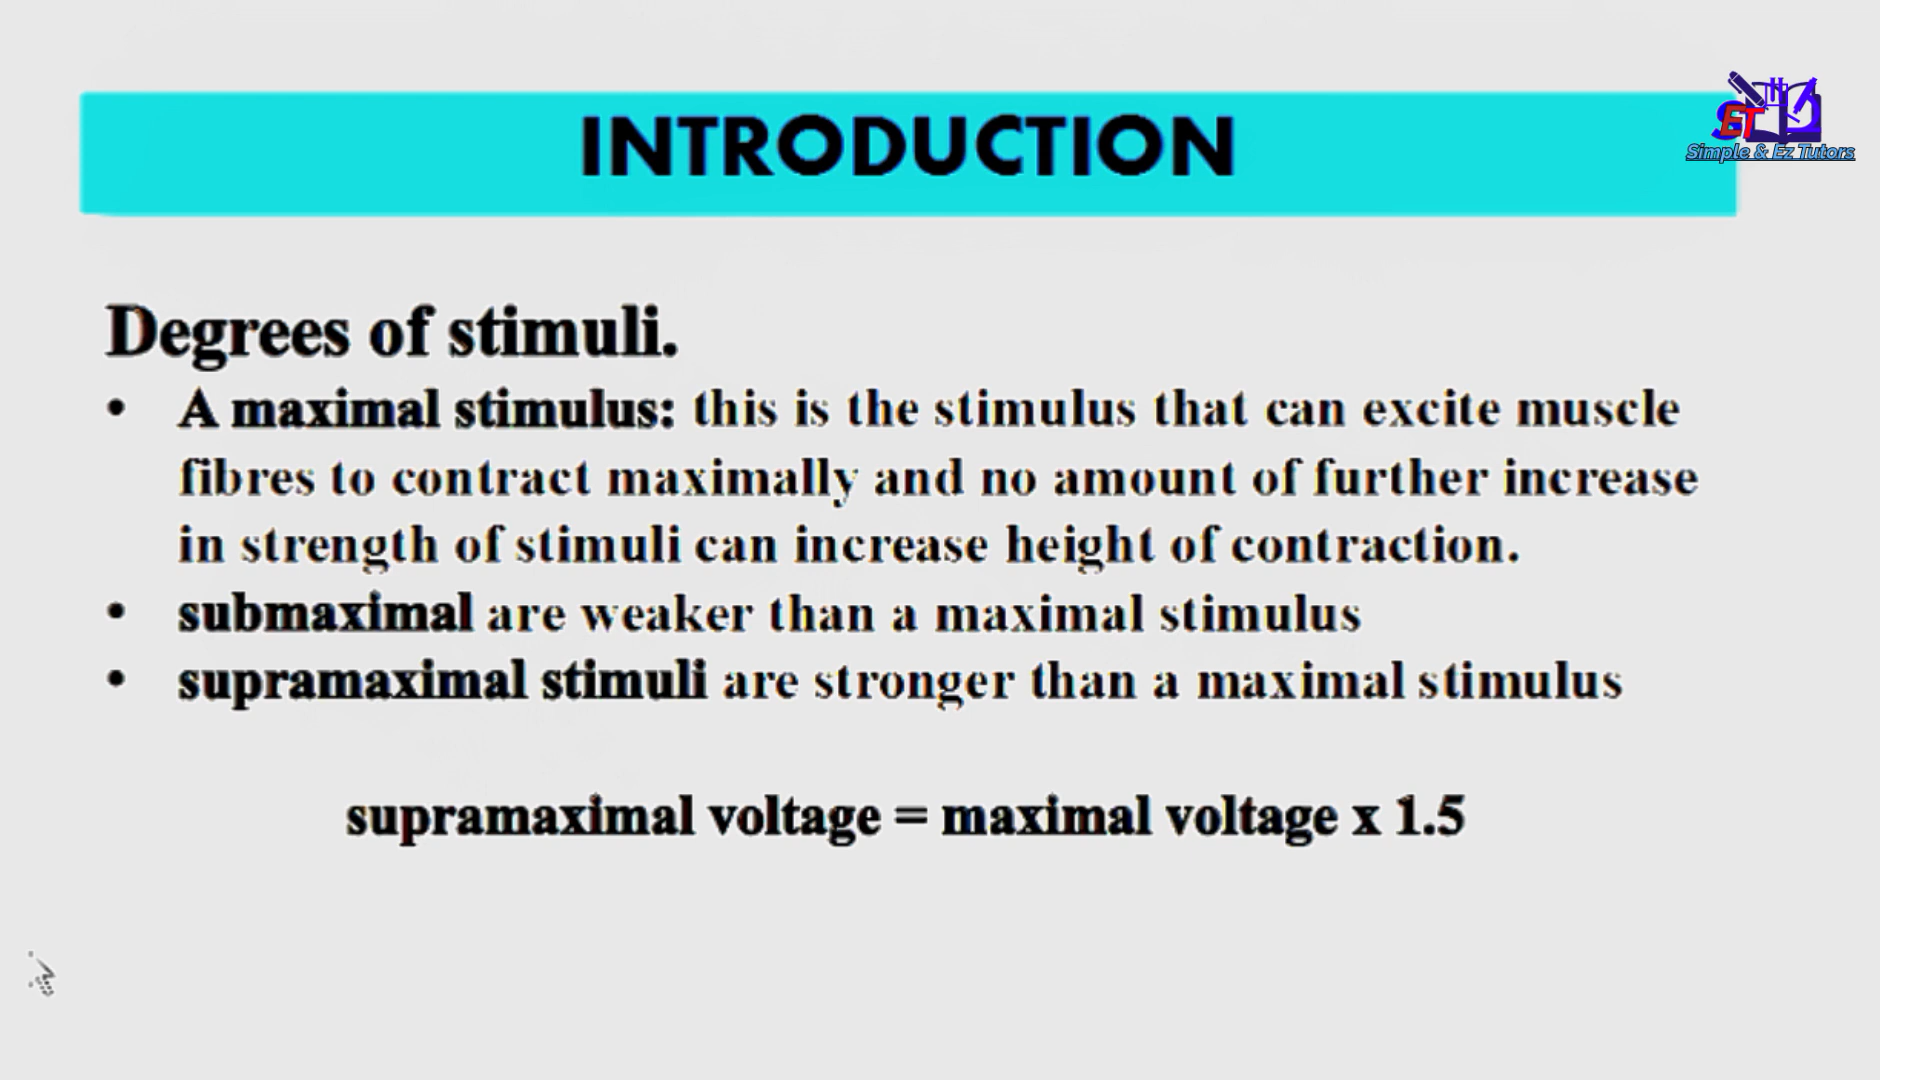 INTRODUCTION
ET
Simple & Ez Tutors
Degrees of stimuli.
• A maximal stimulus: this is the stimulus that can excite muscle
fibres to contract maximally and no amount of further increase
in strength of stimuli can increase height of contraction.
• submaximal are weaker than a maximal stimulus
• supramaximal stimuli are stronger than a maximal stimulus
supramaximal voltage = maximal voltage x 1.5